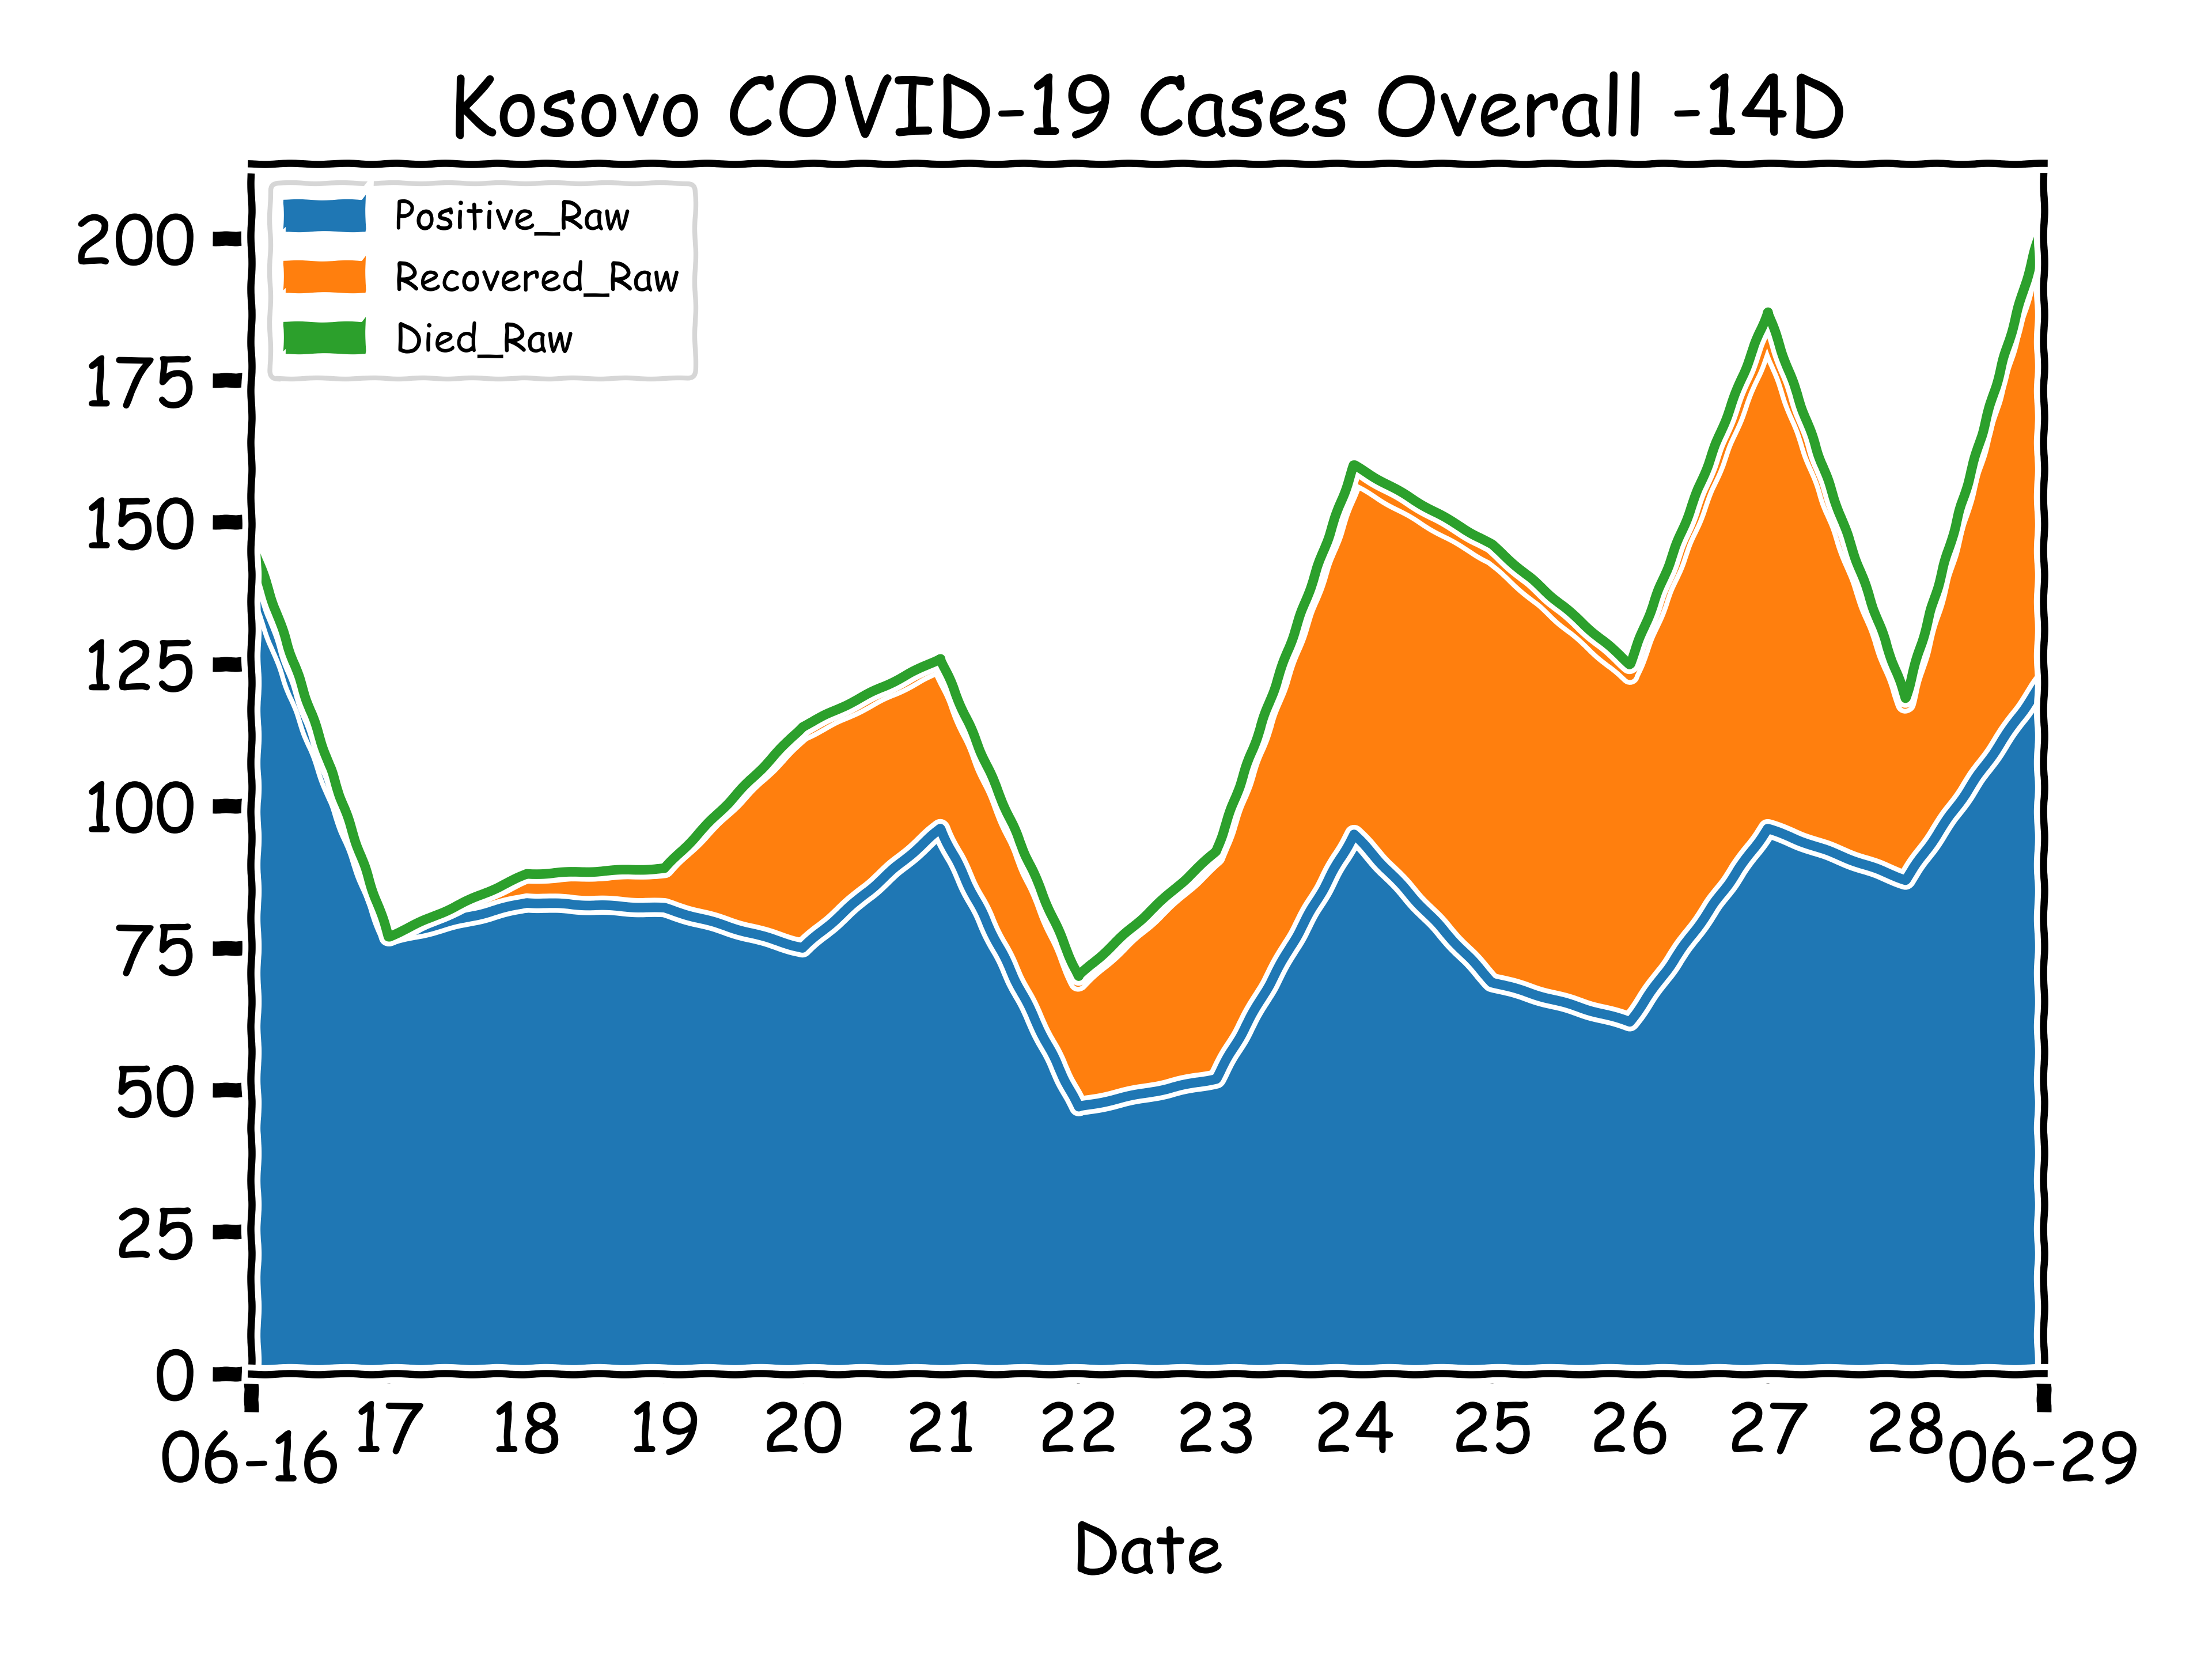 Kosovo COVID-19 Cases Overall -14D
Positive_Raw
Recovered_Raw
Died_Raw
200
175
150
125
100
75
50
25
0
06-16 17 18 19 20 21 22 23 24 25 26 27 28 06-29
Date